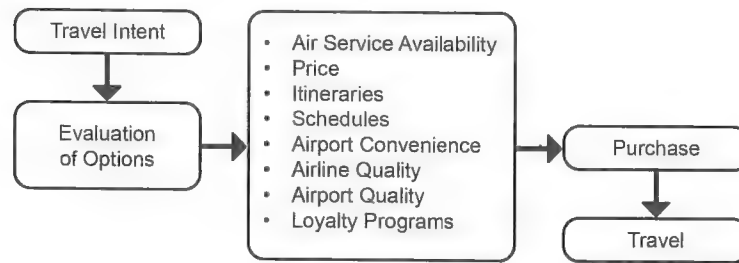 Travel Intent
Evaluation
of Options
• Air Service Availability
• Price
• Itineraries
• Schedules
• Airport Convenience
• Airline Quality
• Airport Quality
• Loyalty Programs
Purchase
Travel